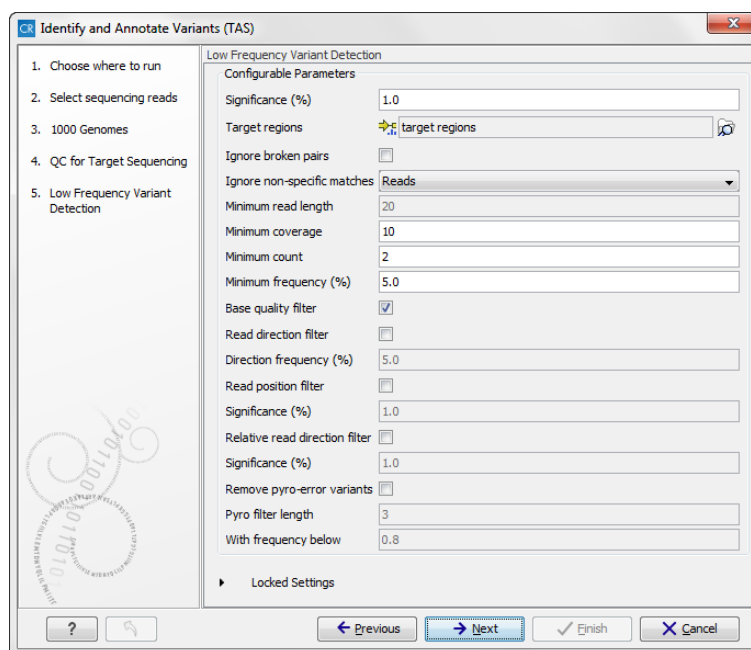 CR Identify and Annotate Variants (TAS)
x
1. Choose where to run
2. Select sequencing reads
3. 1000 Genomes
4. QC for Target Sequencing
5. Low Frequency Variant
Detection
Low Frequency Variant Detection
Configurable Parameters
Significance (%) 1.0
Target regions target regions
Ignore broken pairs
Ignore non-specific matches Reads
Minimum read length 20
Minimum coverage 10
Minimum count 2
Minimum frequency (%) 5.0
Base quality filter
Read direction filter
Direction frequency (%) 5.0
Read position filter
Significance (%) 1.0
Relative read direction filter
Significance (%) 1.0
Remove pyro-error variants
Pyro filter length 3
With frequency below 0.8
Locked Settings
? Previous Next Finish Cancel